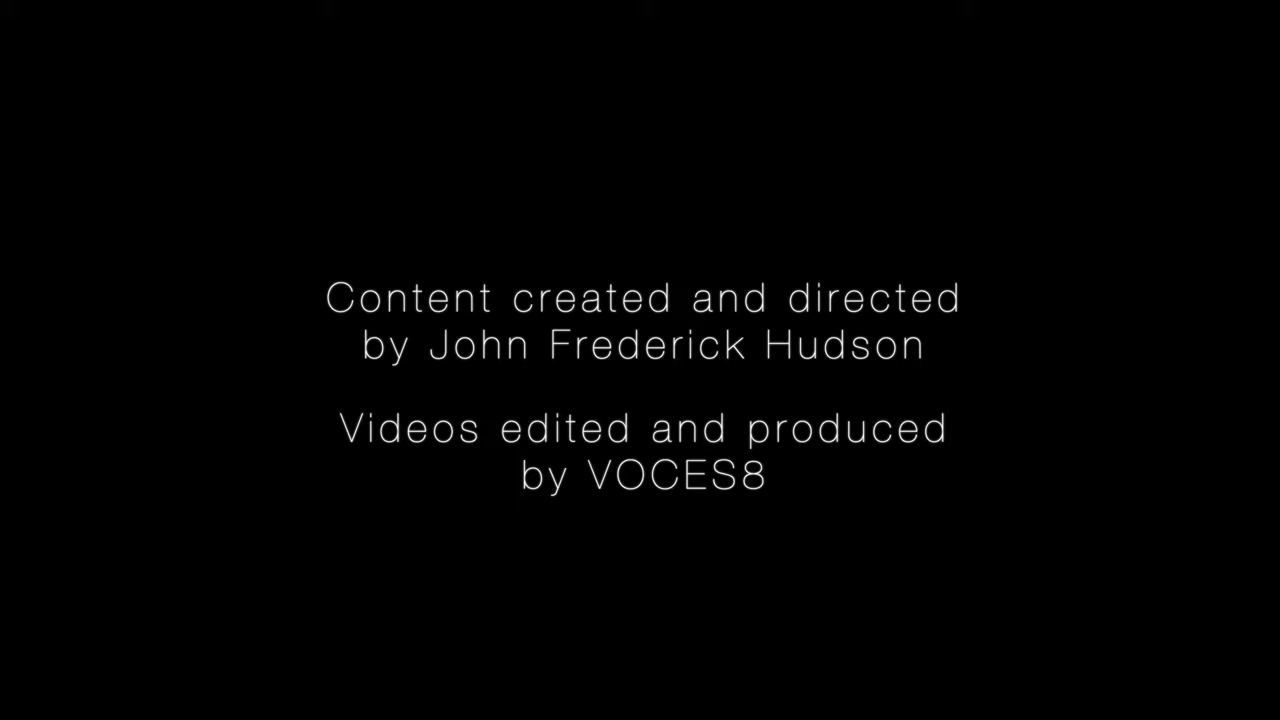 Content created and directed
by John Frederick Hudson
Videos edited and produced
by VOCES8